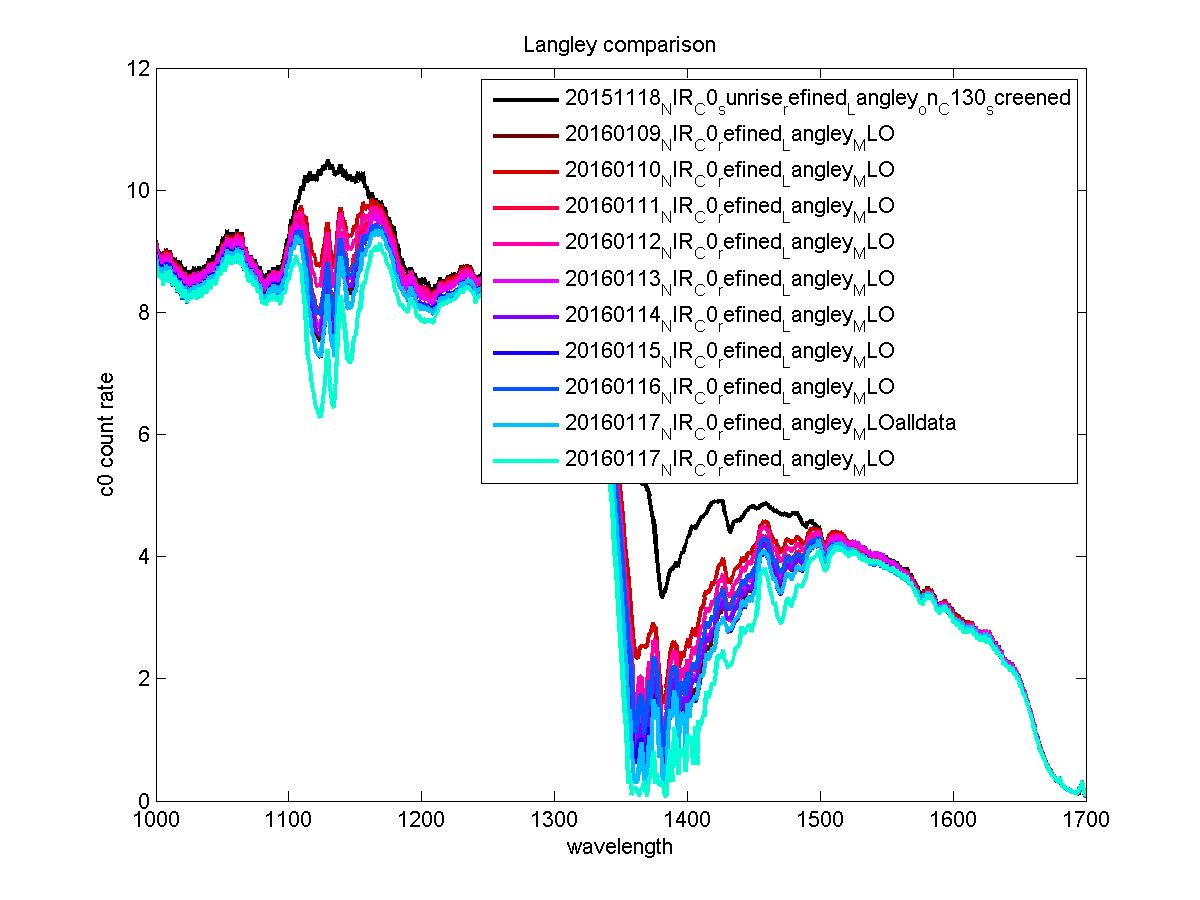 Langley comparison
12
10
8
6
4
2
0
c0 count rate
20151118NIRC0sunriserefinedLangleyonC130screened
20160109NIRC0refinedLangleyMLO
20160110NIRC0refinedLangleyMLO
20160111NIRC0refinedLangleyMLO
20160112NIRC0refinedLangleyMLO
20160113NIRC0refinedLangleyMLO
20160114NIRC0refinedLangleyMLO
20160115NIRC0refinedLangleyMLO
20160116NIRC0refinedLangleyMLO
20160117NIRC0refinedLangleyMLOalldata
20160117NIRC0refinedLangleyMLO
1000 1100 1200 1300 1400 1500 1600 1700
wavelength